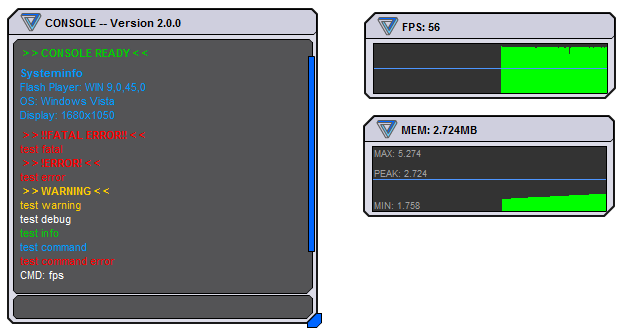 CONSOLE -- Version 2.0.0
> > CONSOLE READY < <
Systeminfo
Flash Player: WIN 9,0,45,0
OS: Windows Vista
Display: 1680x1050
> > !!FATAL ERROR!! < <
test fatal
> > !ERROR! < <
test error
> > WARNING < <
test warning
test debug
test info
test command
test command error
CMD: fps
FPS: 56
MEM: 2.724MB
MAX: 5.274
PEAK: 2.724
MIN: 1.758